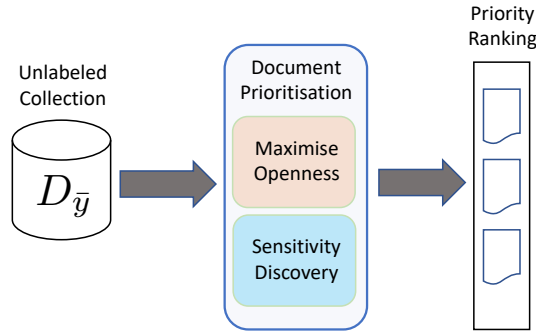 Unlabeled
Collection
D_ȳ
Document
Prioritisation
Maximise
Openness
Sensitivity
Discovery
Priority
Ranking